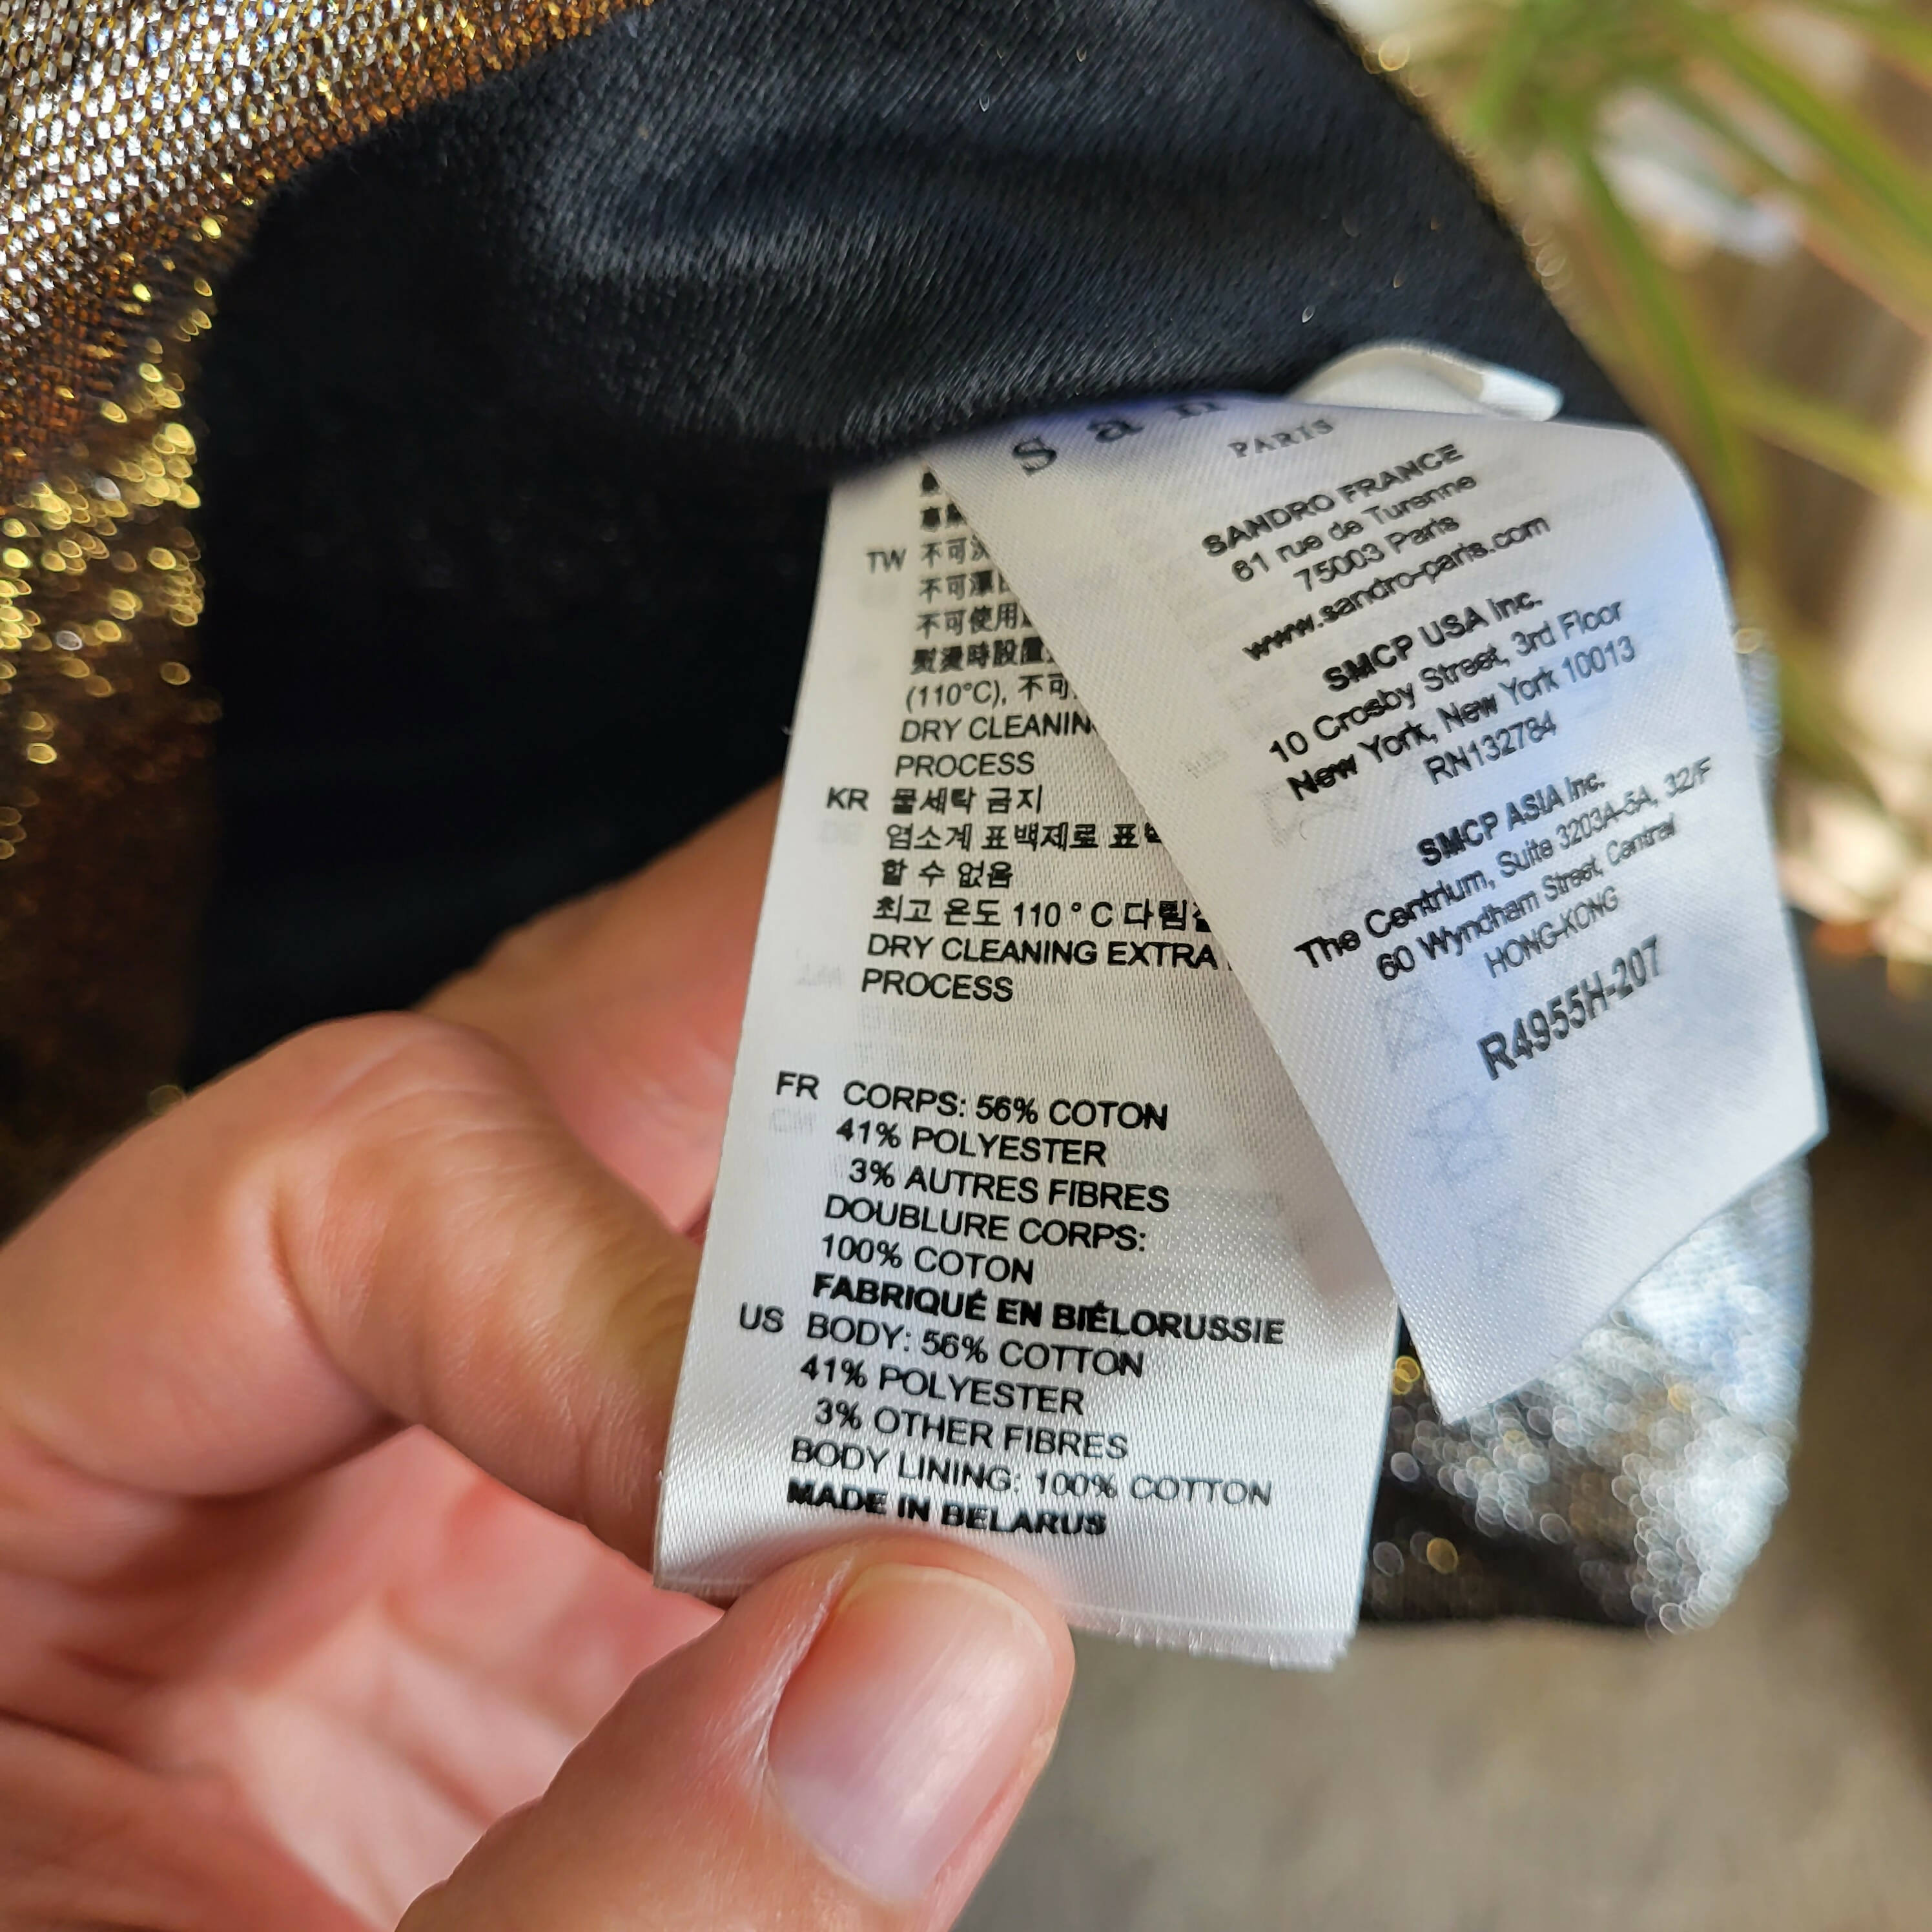 san
PARIS
SANDRO FRANCE
61 rue de Turenne
75003 Paris
www.sandro-paris.com
SMCP USA Inc.
10 Crosby Street, 3rd Floor
New York, New York 10013
RN132784
SMCP ASIA Inc.
The Centrium, Suite 3203A-5A, 32/F
60 Wyndham Street, Central
HONG-KONG
R4955H-207
TW 不可
不可漂
不可使用
熨燙時設置
(110°C), 不可
DRY CLEANIN
PROCESS
KR 물세탁 금지
염소계 표백제로 표
할 수 없음
최고 온도 110 ° C 다림
DRY CLEANING EXTRA
PROCESS
FR CORPS: 56% COTON
41% POLYESTER
3% AUTRES FIBRES
DOUBLURE CORPS:
100% COTON
FABRIQUÉ EN BIÉLORUSSIE
US BODY: 56% COTTON
41% POLYESTER
3% OTHER FIBRES
BODY LINING: 100% COTTON
MADE IN BELARUS